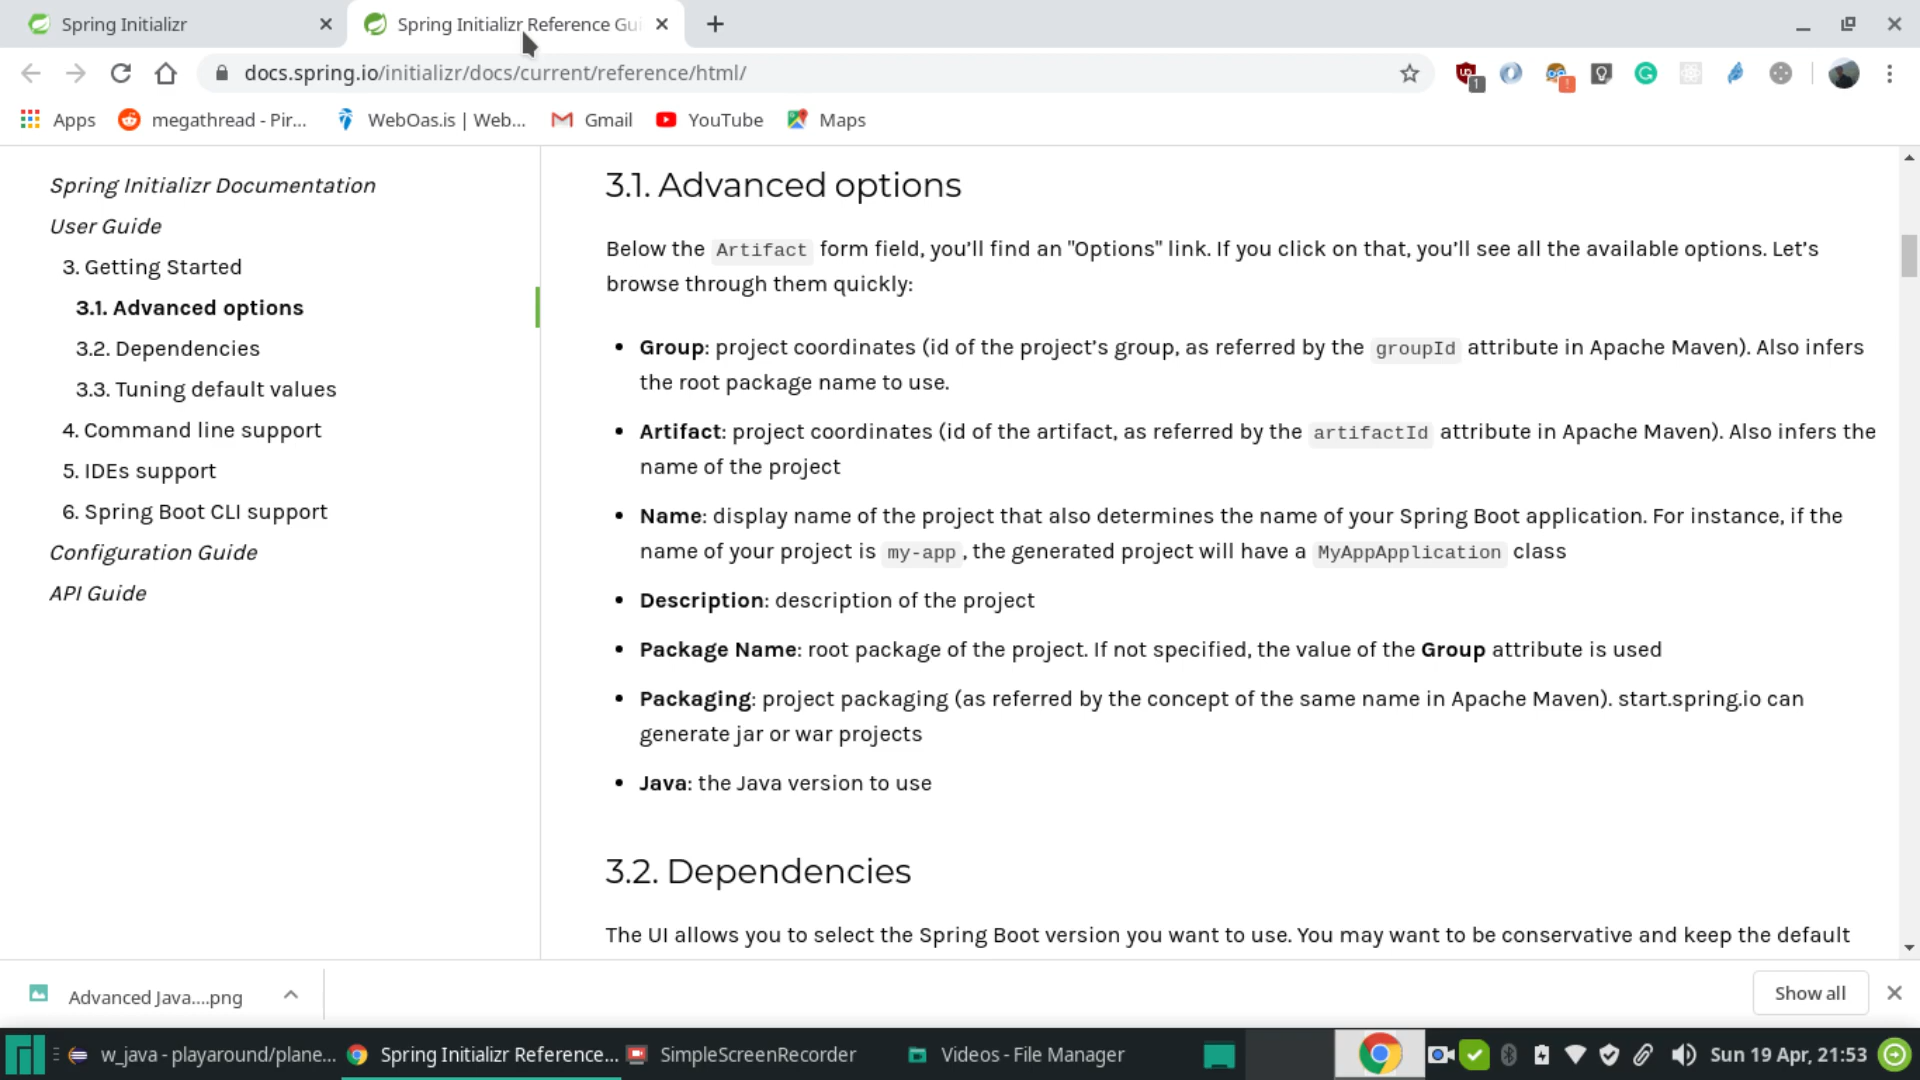 Spring Initializr
Spring Initializr Reference Gui
docs.spring.io/initializr/docs/current/reference/html/
1
Apps
megathread - Pir...
WebOas.is | Web...
Gmail
YouTube
Maps
Spring Initializr Documentation
User Guide
3. Getting Started
3.1. Advanced options
3.2. Dependencies
3.3. Tuning default values
4. Command line support
5. IDEs support
6. Spring Boot CLI support
Configuration Guide
API Guide
3.1. Advanced options
Below the Artifact form field, you’ll find an "Options" link. If you click on that, you’ll see all the available options. Let’s
browse through them quickly:
• Group: project coordinates (id of the project’s group, as referred by the groupId attribute in Apache Maven). Also infers
the root package name to use.
• Artifact: project coordinates (id of the artifact, as referred by the artifactId attribute in Apache Maven). Also infers the
name of the project
• Name: display name of the project that also determines the name of your Spring Boot application. For instance, if the
name of your project is my-app, the generated project will have a MyAppApplication class
• Description: description of the project
• Package Name: root package of the project. If not specified, the value of the Group attribute is used
• Packaging: project packaging (as referred by the concept of the same name in Apache Maven). start.spring.io can
generate jar or war projects
• Java: the Java version to use
3.2. Dependencies
The UI allows you to select the Spring Boot version you want to use. You may want to be conservative and keep the default
Advanced Java....png
Show all
w_java - playaround/plane...
Spring Initializr Reference...
SimpleScreenRecorder
Videos - File Manager
Sun 19 Apr, 21:53